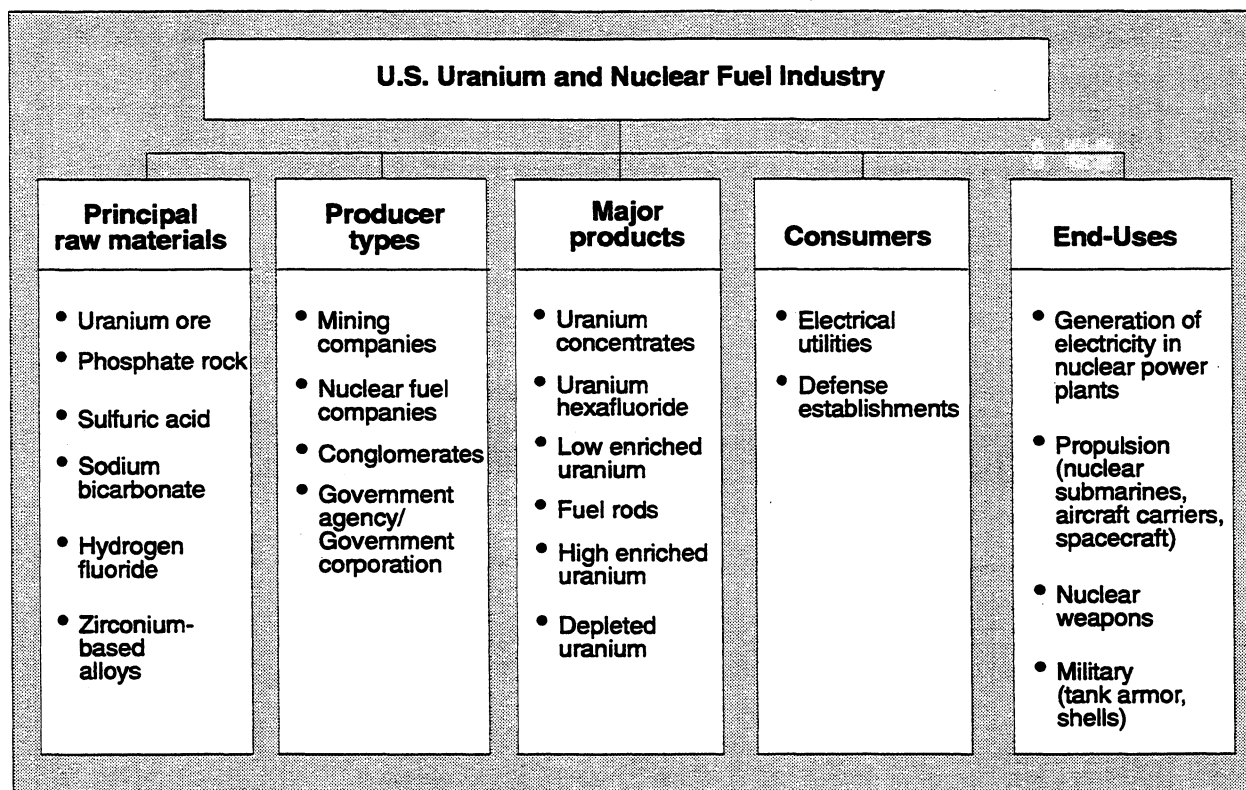 U.S. Uranium and Nuclear Fuel Industry
Principal
raw materials
• Uranium ore
• Phosphate rock
• Sulfuric acid
• Sodium
bicarbonate
• Hydrogen
fluoride
• Zirconium-
based
alloys
Producer
types
• Mining
companies
• Nuclear fuel
companies
• Conglomerates
• Government
agency/
Government
corporation
Major
products
• Uranium
concentrates
• Uranium
hexafluoride
• Low enriched
uranium
• Fuel rods
• High enriched
uranium
• Depleted
uranium
Consumers
• Electrical
utilities
• Defense
establishments
End-Uses
• Generation of
electricity in
nuclear power
plants
• Propulsion
(nuclear
submarines,
aircraft carriers,
spacecraft)
• Nuclear
weapons
• Military
(tank armor,
shells)